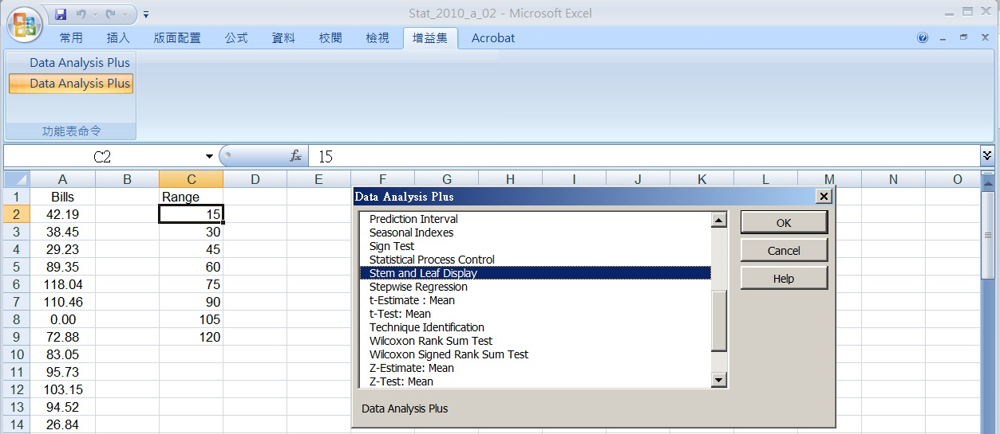 Stat_2010_a_02 - Microsoft Excel
常用 插入 版面配置 公式 資料 校閱 檢視 增益集 Acrobat
Data Analysis Plus
Data Analysis Plus
功能表命令
C2 fx 15
A B C D E F G H I J K L M N O
1 Bills Range
2 42.19 15
3 38.45 30
4 29.23 45
5 89.35 60
6 118.04 75
7 110.46 90
8 0.00 105
9 72.88 120
10 83.05
11 95.73
12 103.15
13 94.52
14 26.84
Data Analysis Plus
Prediction Interval
Seasonal Indexes
Sign Test
Statistical Process Control
Stem and Leaf Display
Stepwise Regression
t-Estimate : Mean
t-Test: Mean
Technique Identification
Wilcoxon Rank Sum Test
Wilcoxon Signed Rank Sum Test
Z-Estimate: Mean
Z-Test: Mean
OK
Cancel
Help
Data Analysis Plus